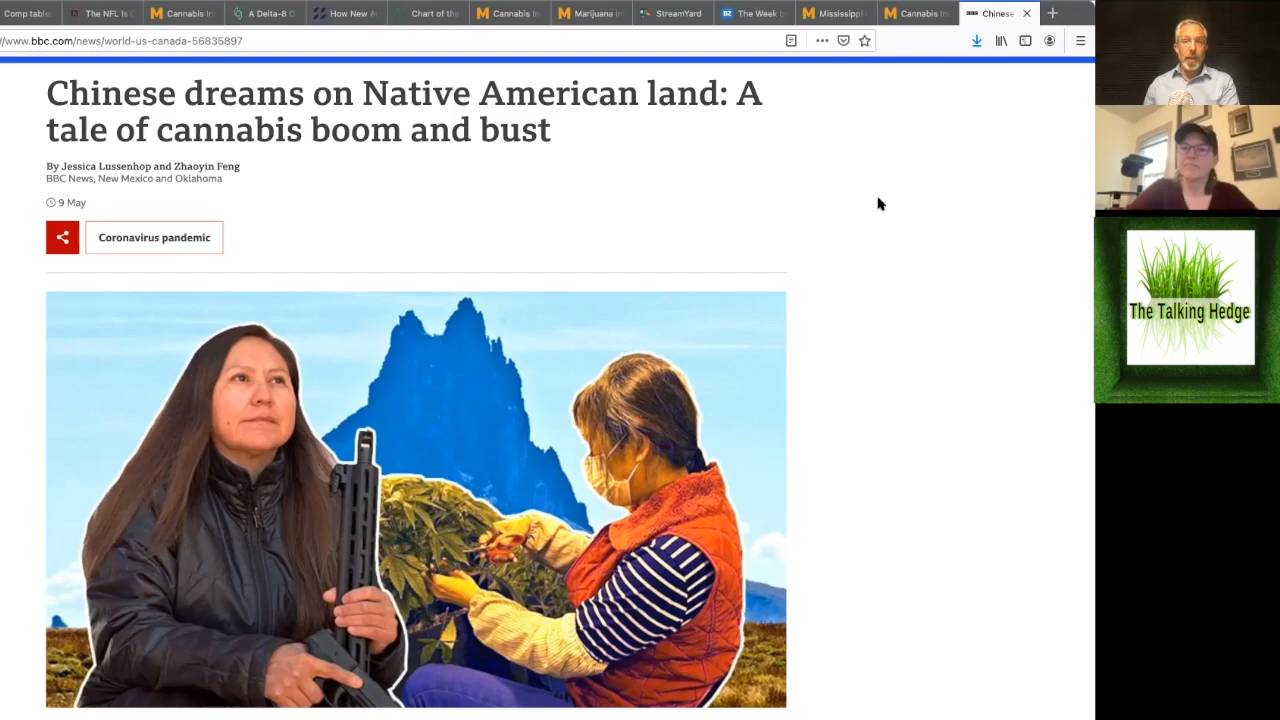 Comp table
The NFL Is
Cannabis In
A Delta-8 O
How New A
Chart of the
Cannabis In
Marijuana in
StreamYard
BZ The Week b
Mississippi
Cannabis In
BBC Chinese
//www.bbc.com/news/world-us-canada-56835897
Chinese dreams on Native American land: A
tale of cannabis boom and bust
By Jessica Lussenhop and Zhaoyin Feng
BBC News, New Mexico and Oklahoma
9 May
Coronavirus pandemic
The Talking Hedge